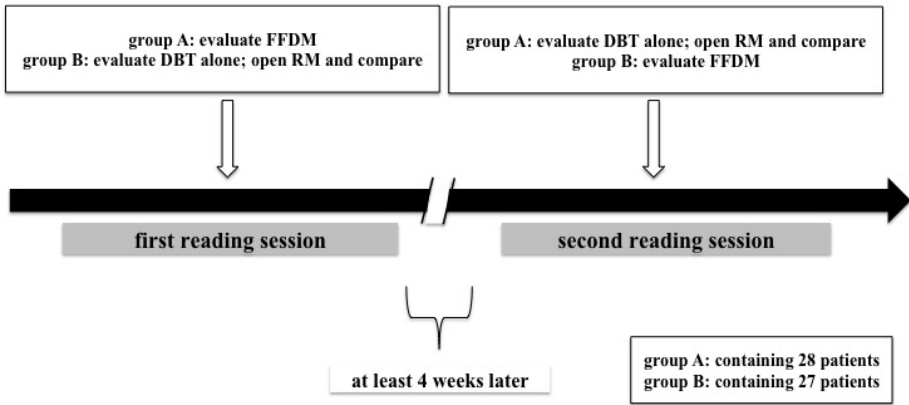 group A: evaluate FFDM
group B: evaluate DBT alone; open RM and compare
group A: evaluate DBT alone; open RM and compare
group B: evaluate FFDM
first reading session
second reading session
at least 4 weeks later
group A: containing 28 patients
group B: containing 27 patients